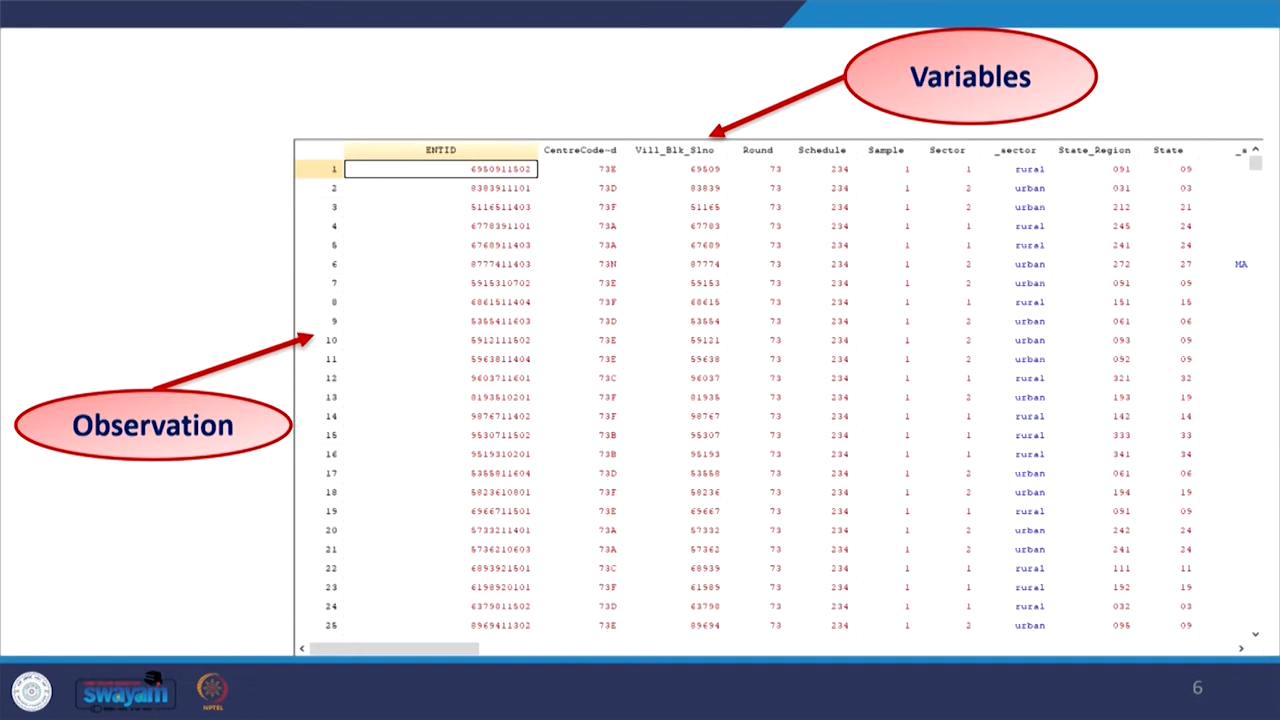 Variables
ENTID CentreCode~d Vill_Blk_Slno Round Schedule Sample Sector _sector State_Region State _s
1 6950911502 73E 69509 73 234 1 1 rural 091 09
2 8383911101 73D 83839 73 234 1 2 urban 031 03
3 5116511403 73F 51165 73 234 1 2 urban 212 21
4 6778391101 73A 67783 73 234 1 1 rural 245 24
5 6768911403 73A 67689 73 234 1 1 rural 241 24
6 8777411403 73N 87774 73 234 1 2 urban 272 27 MA
7 5915310702 73E 59153 73 234 1 2 urban 091 09
8 6861511404 73F 68615 73 234 1 1 rural 151 15
9 5355411603 73D 53554 73 234 1 2 urban 061 06
10 5912111502 73E 59121 73 234 1 2 urban 093 09
11 5963811404 73E 59638 73 234 1 2 urban 092 09
12 9603711601 73C 96037 73 234 1 1 rural 321 32
13 8193510201 73F 81935 73 234 1 2 urban 193 19
14 9876711402 73F 98767 73 234 1 1 rural 142 14
15 9530711502 73B 95307 73 234 1 1 rural 333 33
16 9519310201 73B 95193 73 234 1 1 rural 341 34
17 5355811604 73D 53558 73 234 1 2 urban 061 06
18 5823610801 73F 58236 73 234 1 2 urban 194 19
19 6966711501 73E 69667 73 234 1 1 rural 091 09
20 5733211401 73A 57332 73 234 1 2 urban 242 24
21 5736210603 73A 57362 73 234 1 2 urban 241 24
22 6893921501 73C 68939 73 234 1 1 rural 111 11
23 6198920101 73F 61989 73 234 1 1 rural 192 19
24 6379811502 73D 63798 73 234 1 1 rural 032 03
25 8969411302 73E 89694 73 234 1 2 urban 095 09
Observation
swayam
NPTEL
6